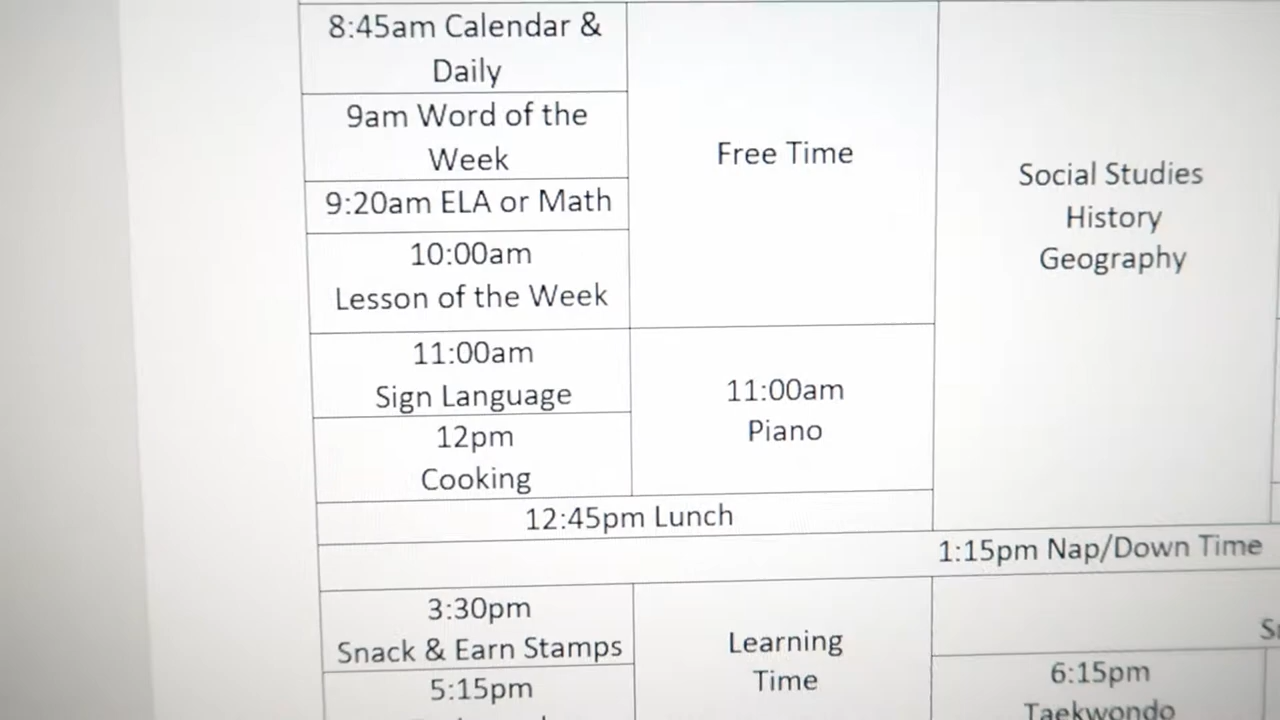 8:45am Calendar &
Daily
9am Word of the
Week
9:20am ELA or Math
10:00am
Lesson of the Week
11:00am
Sign Language
12pm
Cooking
Free Time
11:00am
Piano
12:45pm Lunch
Social Studies
History
Geography
1:15pm Nap/Down Time
3:30pm
Snack & Earn Stamps
5:15pm
Learning
Time
6:15pm
Taekwondo